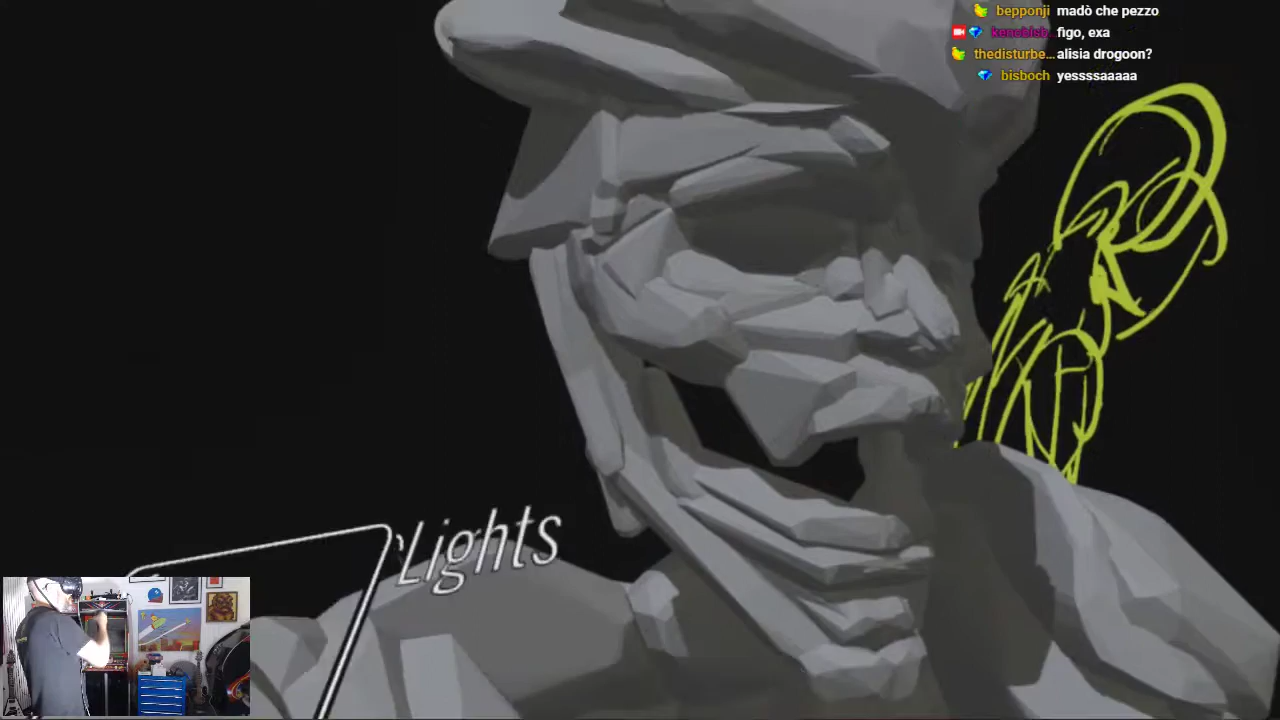 bepponji madò che pezzo
figo, exa
thedisturbe… alisia drogoon?
bisboch yessssaaaaa
Lights